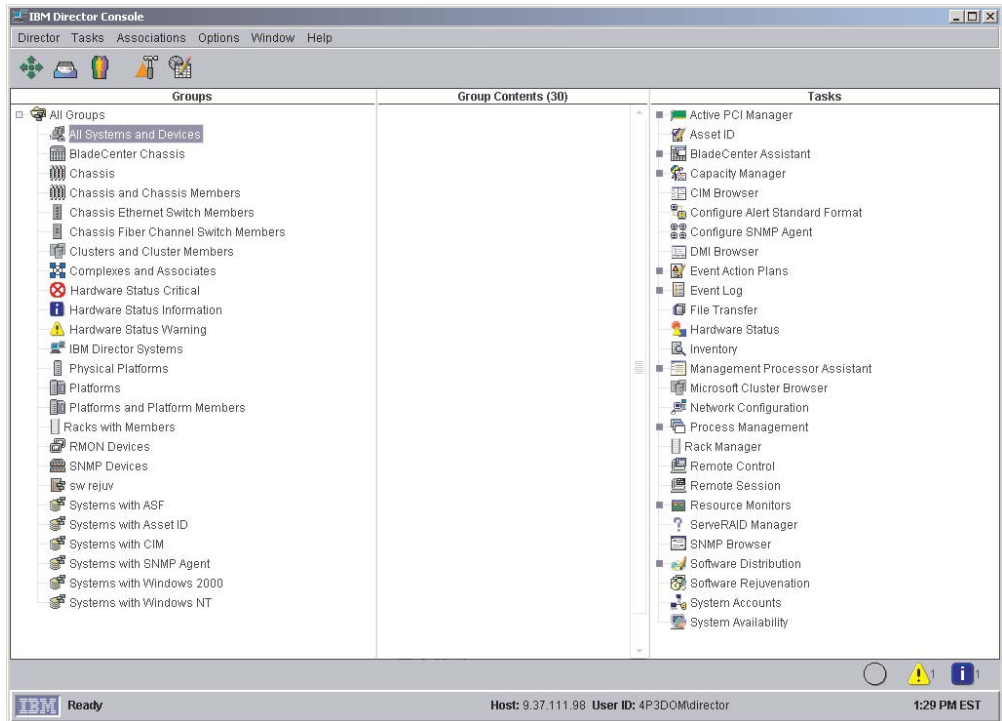 IBM Director Console
Director Tasks Associations Options Window Help
Groups
All Groups
All Systems and Devices
BladeCenter Chassis
Chassis
Chassis and Chassis Members
Chassis Ethernet Switch Members
Chassis Fiber Channel Switch Members
Clusters and Cluster Members
Complexes and Associates
Hardware Status Critical
Hardware Status Information
Hardware Status Warning
IBM Director Systems
Physical Platforms
Platforms
Platforms and Platform Members
Racks with Members
RMON Devices
SNMP Devices
sw rejuv
Systems with ASF
Systems with Asset ID
Systems with CIM
Systems with SNMP Agent
Systems with Windows 2000
Systems with Windows NT
Group Contents (30)
Tasks
Active PCI Manager
Asset ID
BladeCenter Assistant
Capacity Manager
CIM Browser
Configure Alert Standard Format
Configure SNMP Agent
DMI Browser
Event Action Plans
Event Log
File Transfer
Hardware Status
Inventory
Management Processor Assistant
Microsoft Cluster Browser
Network Configuration
Process Management
Rack Manager
Remote Control
Remote Session
Resource Monitors
ServeRAID Manager
SNMP Browser
Software Distribution
Software Rejuvenation
System Accounts
System Availability
1 1
IBM Ready Host: 9.37.111.98 User ID: 4P3DOM\director 1:29 PM EST